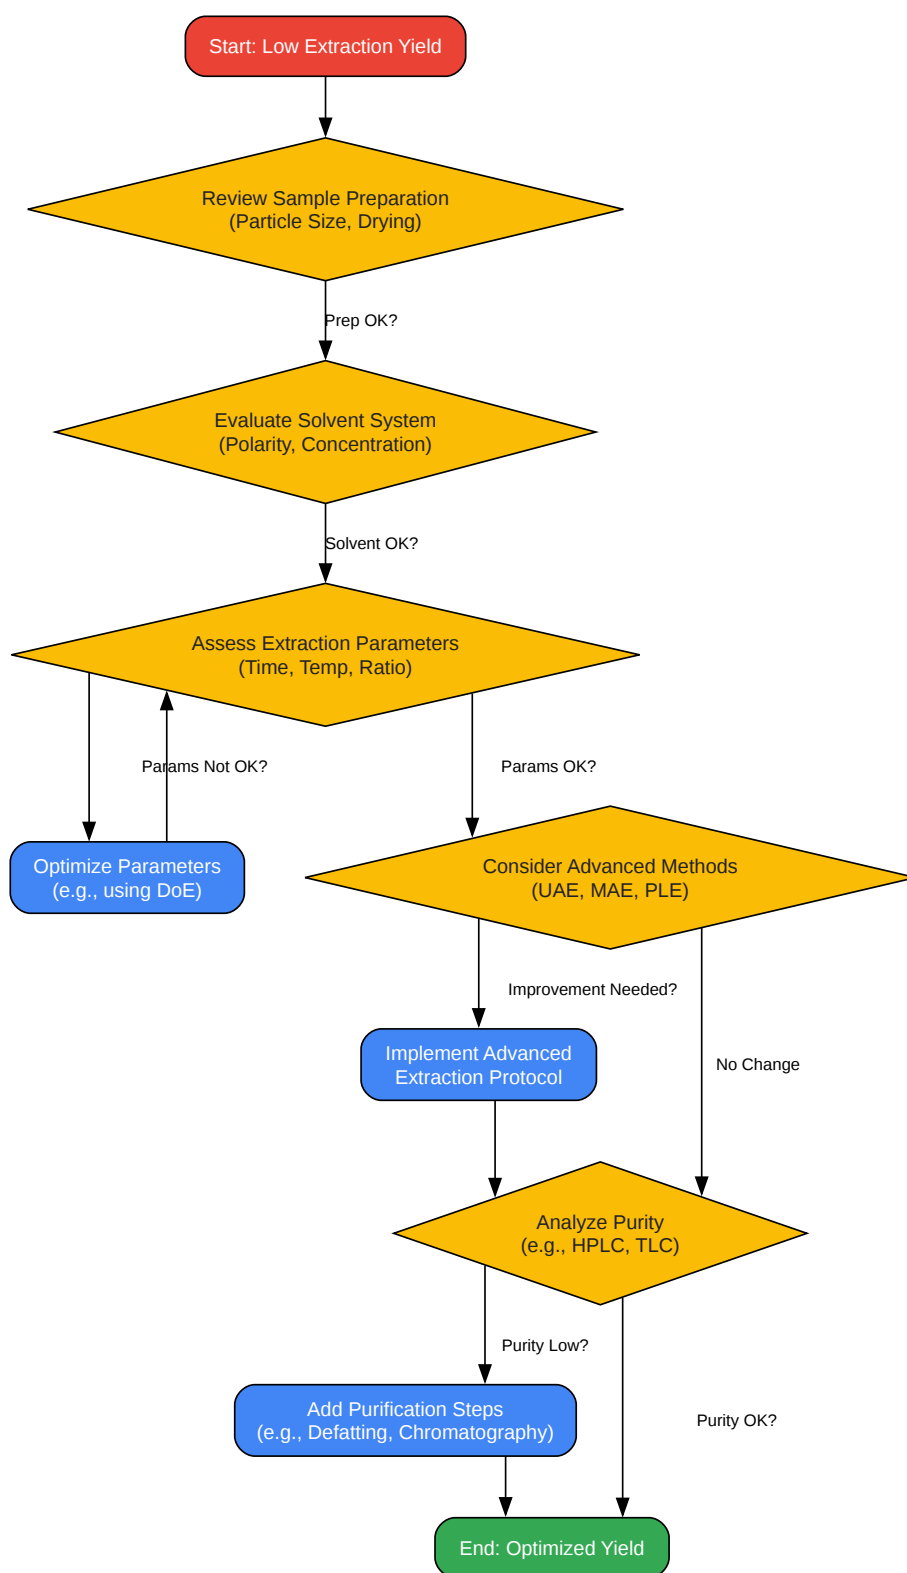 Start: Low Extraction Yield
Review Sample Preparation
(Particle Size, Drying)
Prep OK?
Evaluate Solvent System
(Polarity, Concentration)
Solvent OK?
Assess Extraction Parameters
(Time, Temp, Ratio)
Params Not OK?
Params OK?
Optimize Parameters
(e.g., using DoE)
Consider Advanced Methods
(UAE, MAE, PLE)
Improvement Needed?
Implement Advanced
Extraction Protocol
No Change
Analyze Purity
(e.g., HPLC, TLC)
Purity Low?
Add Purification Steps
(e.g., Defatting, Chromatography)
Purity OK?
End: Optimized Yield